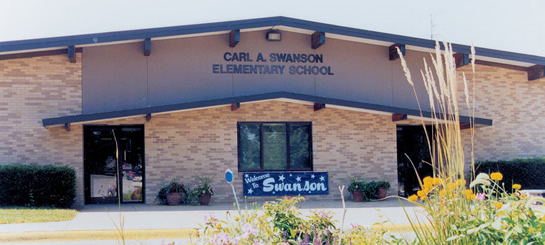 CARL A. SWANSON
ELEMENTARY SCHOOL
Welcome
To Swanson